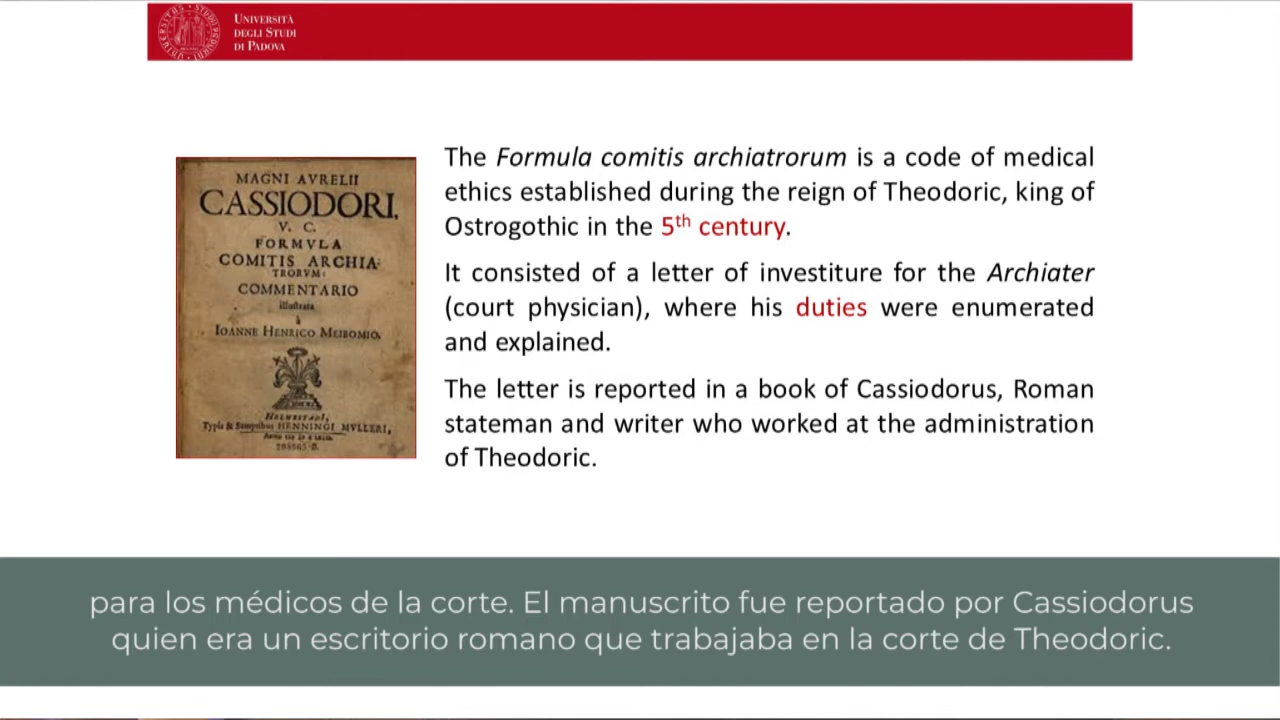 UNIVERSITÀ
DEGLI STUDI
DI PADOVA
MAGNI AVRELII
CASSIODORI,
V. C.
FORMVLA
COMITIS ARCHIA-
TRORVM:
COMMENTARIO
illustrata
à
IOANNE HENRICO MEIBOMIO,
HELMESTADI,
Typis & Sumptibus HENNINGI MVLLERI,
The Formula comitis archiatrorum is a code of medical
ethics established during the reign of Theodoric, king of
Ostrogothic in the 5th century.
It consisted of a letter of investiture for the Archiater
(court physician), where his duties were enumerated
and explained.
The letter is reported in a book of Cassiodorus, Roman
stateman and writer who worked at the administration
of Theodoric.
para los médicos de la corte. El manuscrito fue reportado por Cassiodorus
quien era un escritorio romano que trabajaba en la corte de Theodoric.